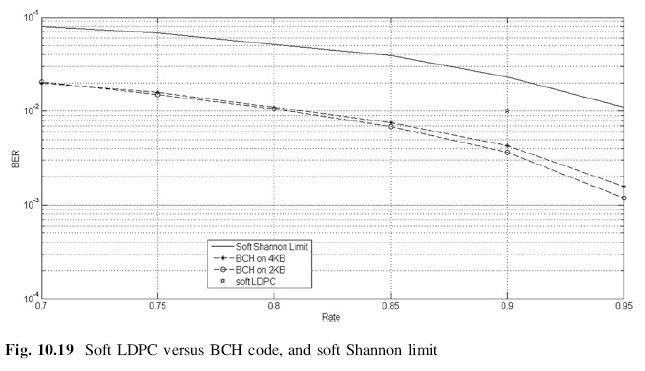 10^-1
10^-2
10^-3
10^-4
BER
Soft Shannon Limit
BCH on 4KB
BCH on 2KB
soft LDPC
0.7 0.75 0.8 0.85 0.9 0.95
Rate
Fig. 10.19 Soft LDPC versus BCH code, and soft Shannon limit